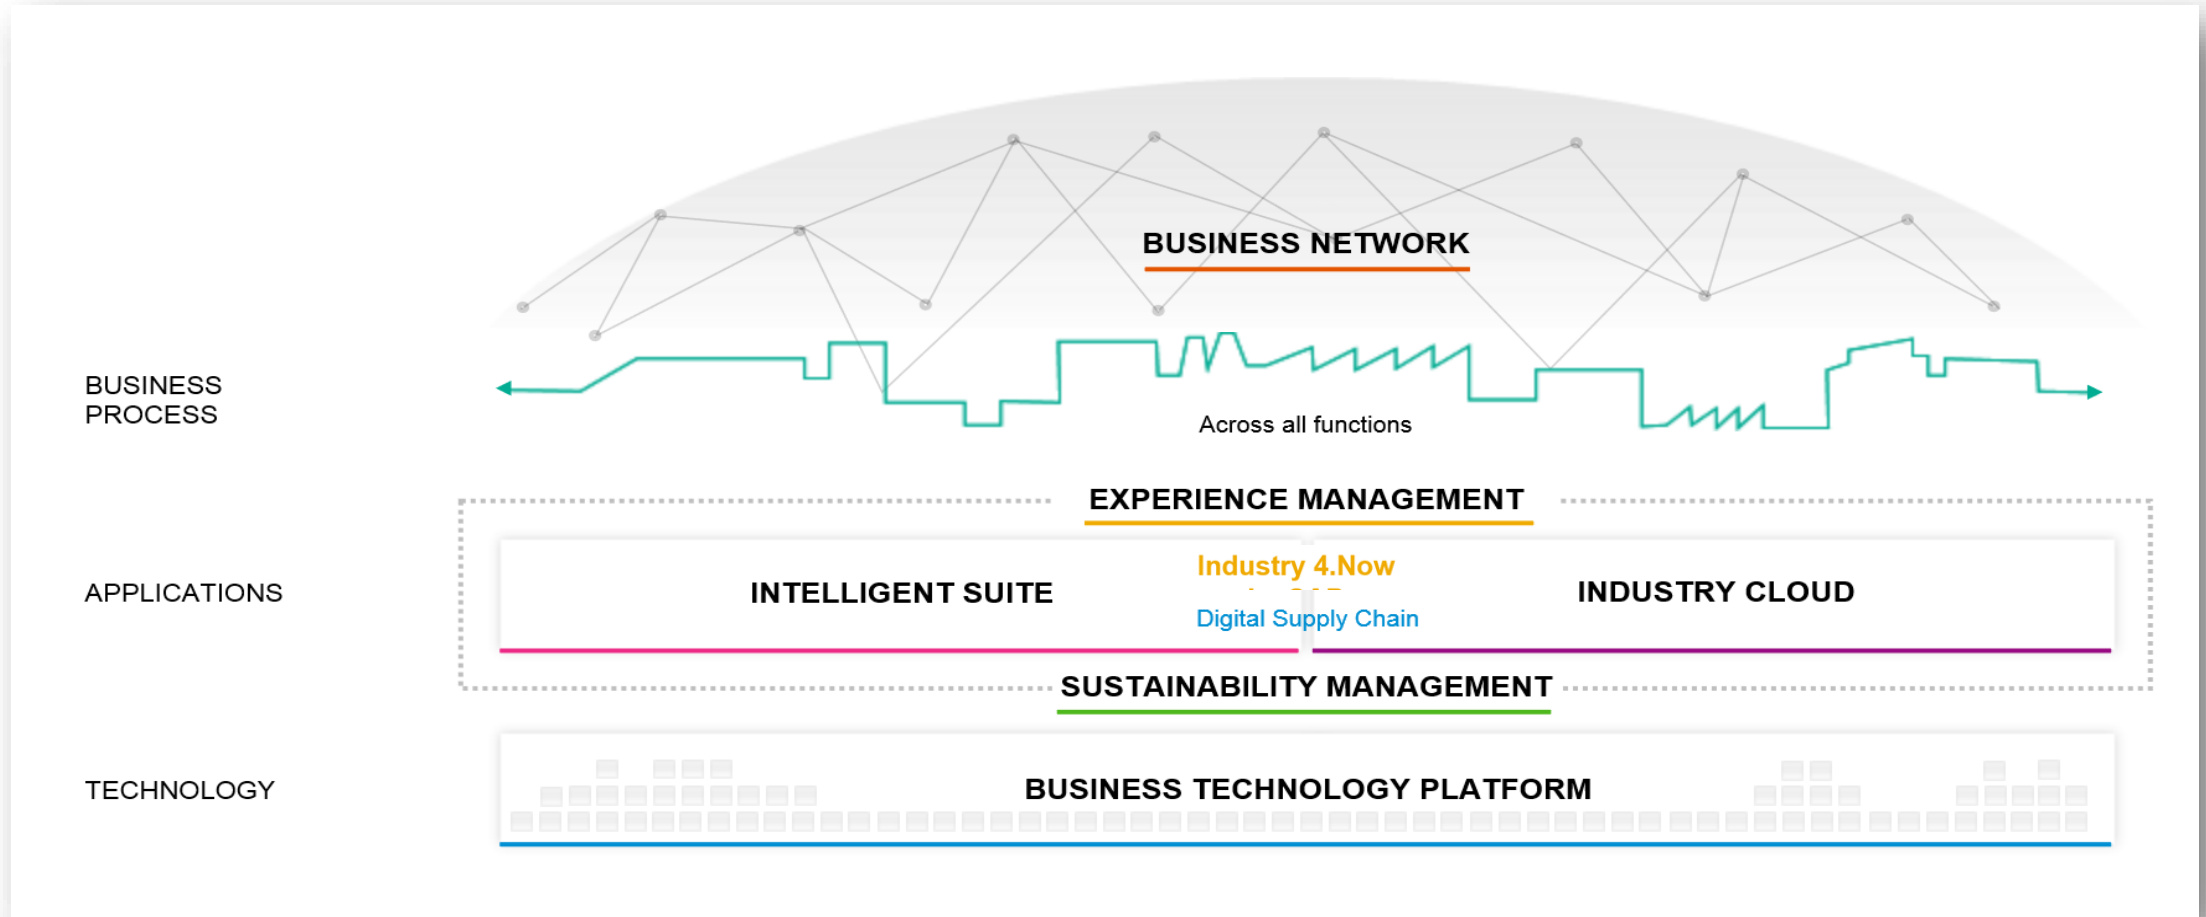 BUSINESS NETWORK
BUSINESS
PROCESS
Across all functions
EXPERIENCE MANAGEMENT
APPLICATIONS
INTELLIGENT SUITE
Industry 4.Now
Digital Supply Chain
INDUSTRY CLOUD
SUSTAINABILITY MANAGEMENT
TECHNOLOGY
BUSINESS TECHNOLOGY PLATFORM